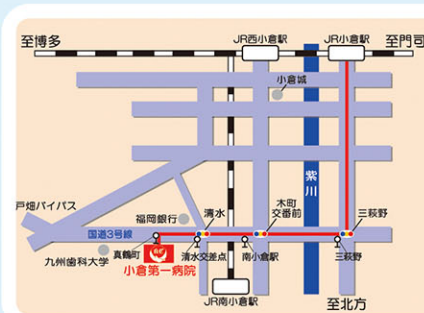 至博多
JR西小倉駅
JR小倉駅
至門司
小倉城
紫川
戸畑バイパス
福岡銀行
清水
木町
交番前
三萩野
国道3号線
九州歯科大学
真鶴町
小倉第一病院
清水交差点
南小倉駅
三萩野
JR南小倉駅
至北方